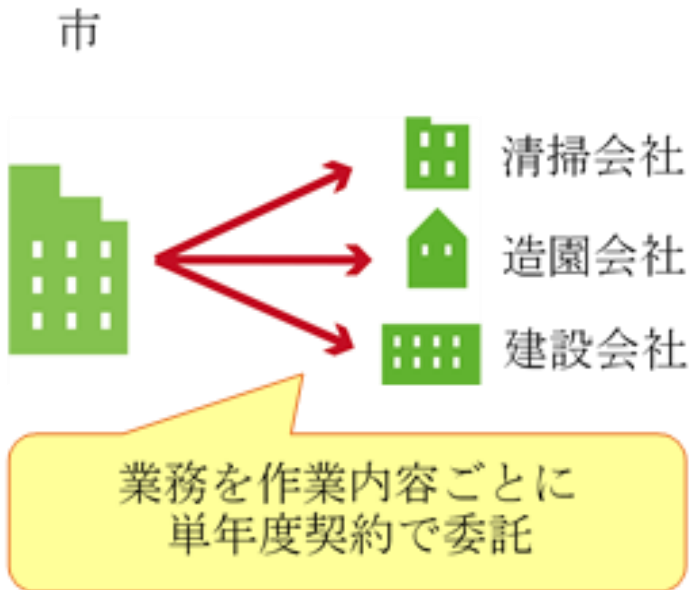 市
清掃会社
造園会社
建設会社
業務を作業内容ごとに
単年度契約で委託